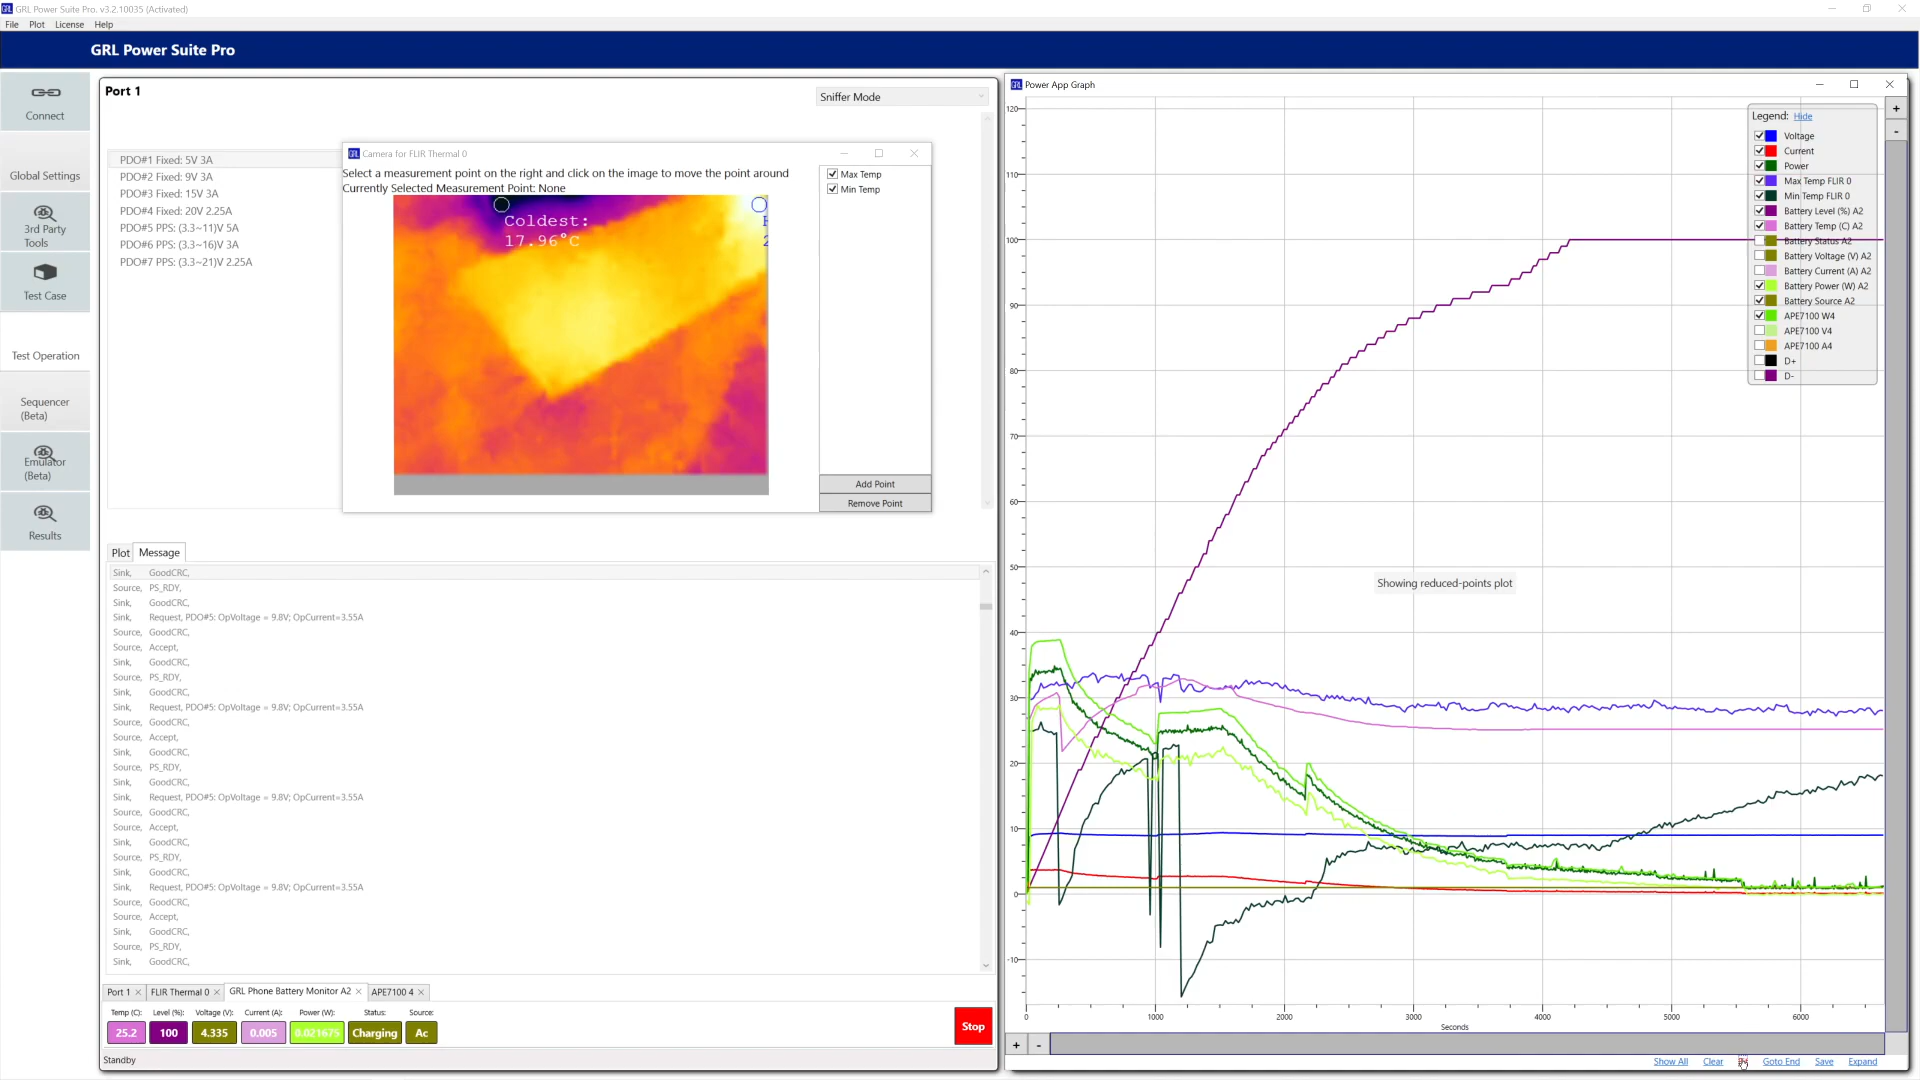 GRL Power Suite Pro. v3.2.10035 (Activated)
File Plot License Help
GRL Power Suite Pro
Connect
Global Settings
3rd Party
Tools
Test Case
Test Operation
Sequencer
(Beta)
Emulator
(Beta)
Results
Port 1
Sniffer Mode
PDO#1 Fixed: 5V 3A
PDO#2 Fixed: 9V 3A
PDO#3 Fixed: 15V 3A
PDO#4 Fixed: 20V 2.25A
PDO#5 PPS: (3.3~11)V 5A
PDO#6 PPS: (3.3~16)V 3A
PDO#7 PPS: (3.3~21)V 2.25A
Camera for FLIR Thermal 0
Select a measurement point on the right and click on the image to move the point around
Currently Selected Measurement Point: None
Coldest:
17.96°C
Max Temp
Min Temp
Add Point
Remove Point
Plot Message
Sink, GoodCRC,
Source, PS_RDY,
Sink, GoodCRC,
Sink, Request, PDO#5: OpVoltage = 9.8V; OpCurrent=3.55A
Source, GoodCRC,
Source, Accept,
Sink, GoodCRC,
Source, PS_RDY,
Sink, GoodCRC,
Sink, Request, PDO#5: OpVoltage = 9.8V; OpCurrent=3.55A
Source, GoodCRC,
Source, Accept,
Sink, GoodCRC,
Source, PS_RDY,
Sink, GoodCRC,
Sink, Request, PDO#5: OpVoltage = 9.8V; OpCurrent=3.55A
Source, GoodCRC,
Source, Accept,
Sink, GoodCRC,
Source, PS_RDY,
Sink, GoodCRC,
Sink, Request, PDO#5: OpVoltage = 9.8V; OpCurrent=3.55A
Source, GoodCRC,
Source, Accept,
Sink, GoodCRC,
Source, PS_RDY,
Sink, GoodCRC,
Port 1 FLIR Thermal 0 GRL Phone Battery Monitor A2 APE7100 4
Temp (C): Level (%): Voltage (V): Current (A): Power (W): Status: Source:
25.2 100 4.335 0.005 0.021675 Charging Ac
Stop
Standby
GRL Power App Graph
120
110
100
90
80
70
60
50
40
30
20
10
0
-10
Legend: Hide
Voltage
Current
Power
Max Temp FLIR 0
Min Temp FLIR 0
Battery Level (%) A2
Battery Temp (C) A2
Battery Status A2
Battery Voltage (V) A2
Battery Current (A) A2
Battery Power (W) A2
Battery Source A2
APE7100 W4
APE7100 V4
APE7100 A4
D+
D-
Showing reduced-points plot
0 1000 2000 3000 4000 5000 6000
Seconds
+ -
Show All Clear Goto End Save Expand